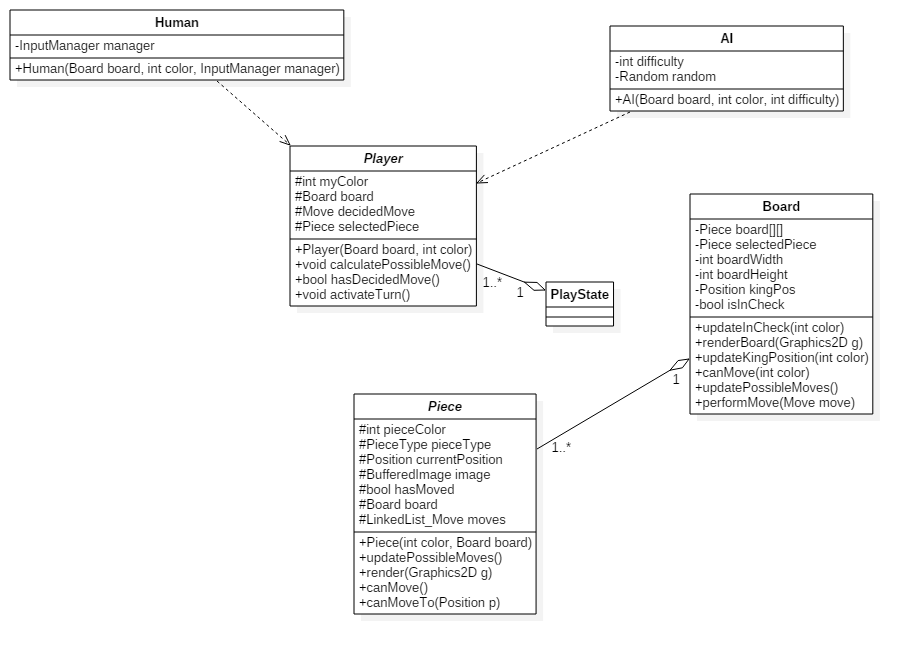 Human
-InputManager manager
+Human(Board board, int color, InputManager manager)
AI
-int difficulty
-Random random
+AI(Board board, int color, int difficulty)
Player
#int myColor
#Board board
#Move decidedMove
#Piece selectedPiece
+Player(Board board, int color)
+void calculatePossibleMove()
+bool hasDecidedMove()
+void activateTurn()
1..*
1
PlayState
Board
-Piece board[][]
-Piece selectedPiece
-int boardWidth
-int boardHeight
-Position kingPos
-bool isInCheck
+updateInCheck(int color)
+renderBoard(Graphics2D g)
+updateKingPosition(int color)
+canMove(int color)
+updatePossibleMoves()
+performMove(Move move)
1
1..*
Piece
#int pieceColor
#PieceType pieceType
#Position currentPosition
#BufferedImage image
#bool hasMoved
#Board board
#LinkedList_Move moves
+Piece(int color, Board board)
+updatePossibleMoves()
+render(Graphics2D g)
+canMove()
+canMoveTo(Position p)